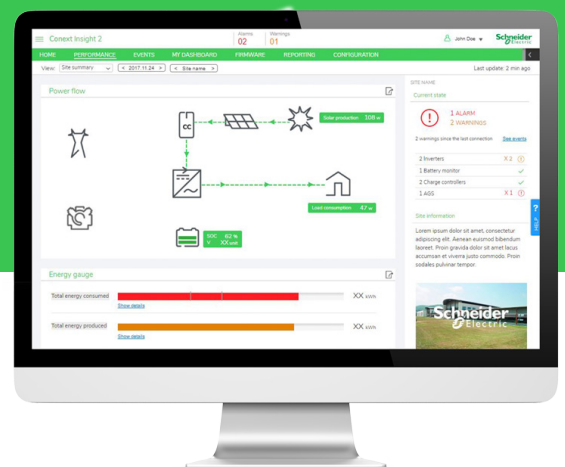 Conext Insight 2
Alarms
02
Warnings
01
John Doe
Schneider
Electric
HOME PERFORMANCE EVENTS MY DASHBOARD FIRMWARE REPORTING CONFIGURATION
View: Site summary < 2017.11.24 > < Site name >
Last update: 2 min ago
Power flow
CC
Solar production 108 w
Load consumption 47 w
SOC 62 %
V XX unit
Energy gauge
Total energy consumed XX kWh
Show details
Total energy produced XX kWh
Show details
SITE NAME
Current state
1 ALARM
2 WARNINGS
2 warnings since the last connection See events
2 Inverters X 2
1 Battery monitor
2 Charge controllers
1 AGS X 1
? HELP
Site information
Lorem ipsum dolor sit amet, consectetur
adipiscing elit. Aenean euismod bibendum
laoreet. Proin gravida dolor sit amet lacus
accumsan et viverra justo commodo. Proin
sodales pulvinar tempor.
Schneider
Electric